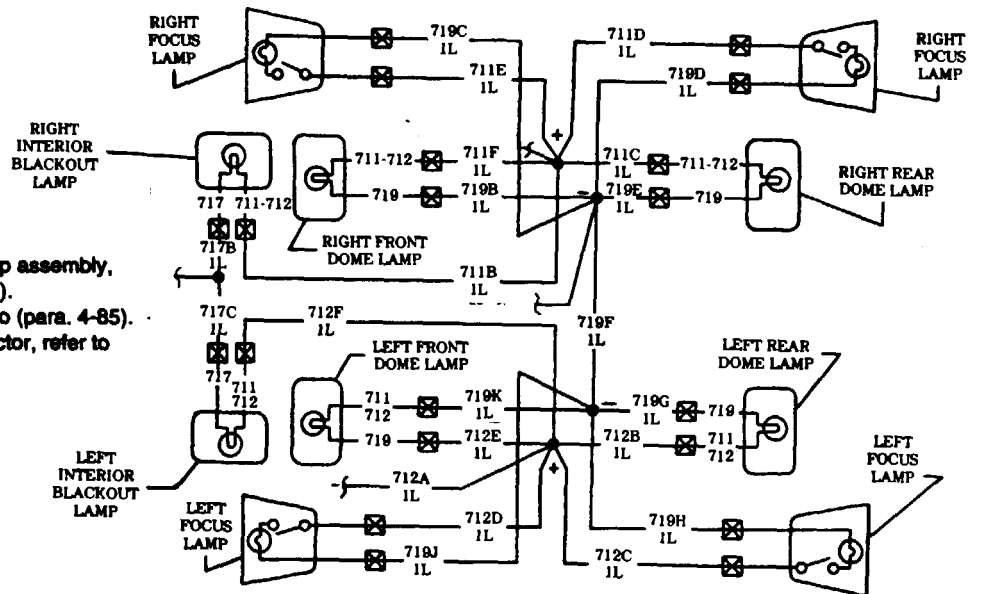 RIGHT
FOCUS
LAMP
719C
1L
711E
1L
711D
1L
719D
1L
RIGHT
FOCUS
LAMP
RIGHT
INTERIOR
BLACKOUT
LAMP
717
711-712
717B
1L
711-712
719
711F
1L
719B
1L
RIGHT FRONT
DOME LAMP
+
−
711C
1L
719E
1L
711-712
719
RIGHT REAR
DOME LAMP
711B
1L
p assembly,
).
o (para. 4-85).
ctor, refer to
717C
1L
712F
1L
719F
1L
717
711
712
LEFT FRONT
DOME LAMP
LEFT REAR
DOME LAMP
711
712
719
719K
1L
712E
1L
−
+
719G
1L
712B
1L
719
711
712
LEFT
INTERIOR
BLACKOUT
LAMP
712A
1L
LEFT
FOCUS
LAMP
712D
1L
719J
1L
719H
1L
712C
1L
LEFT
FOCUS
LAMP